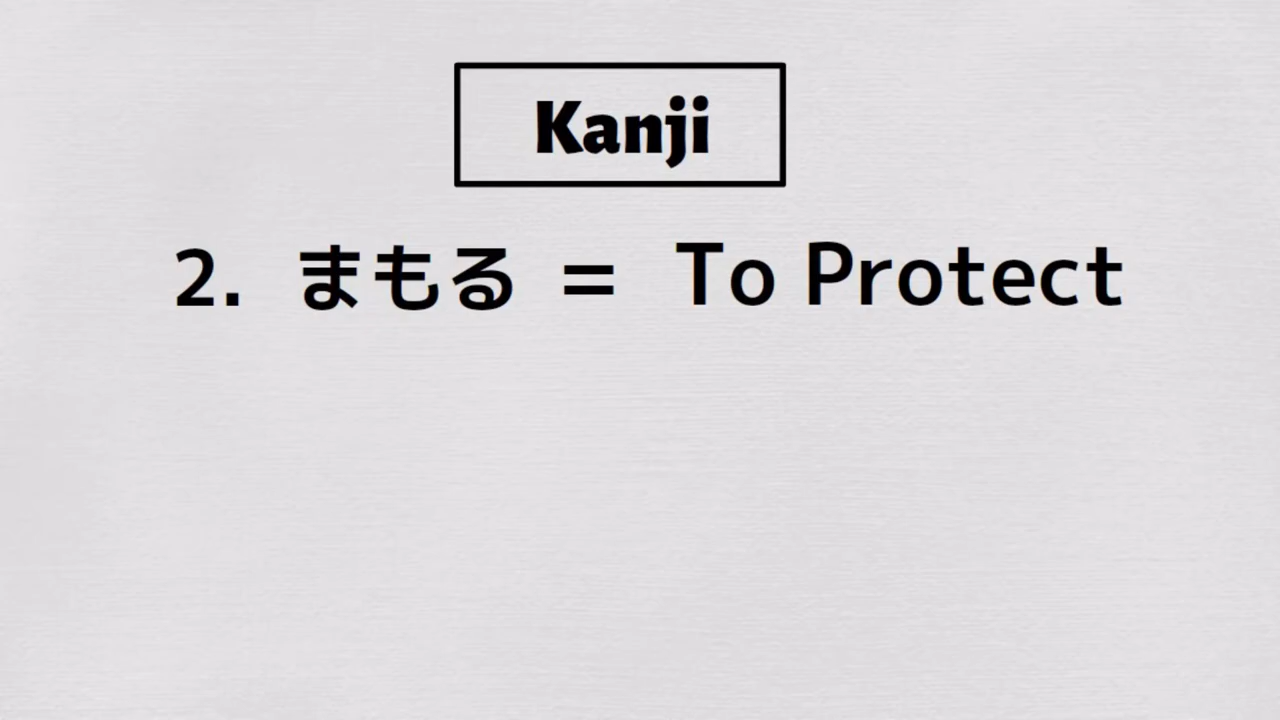 Kanji
2. まもる = To Protect